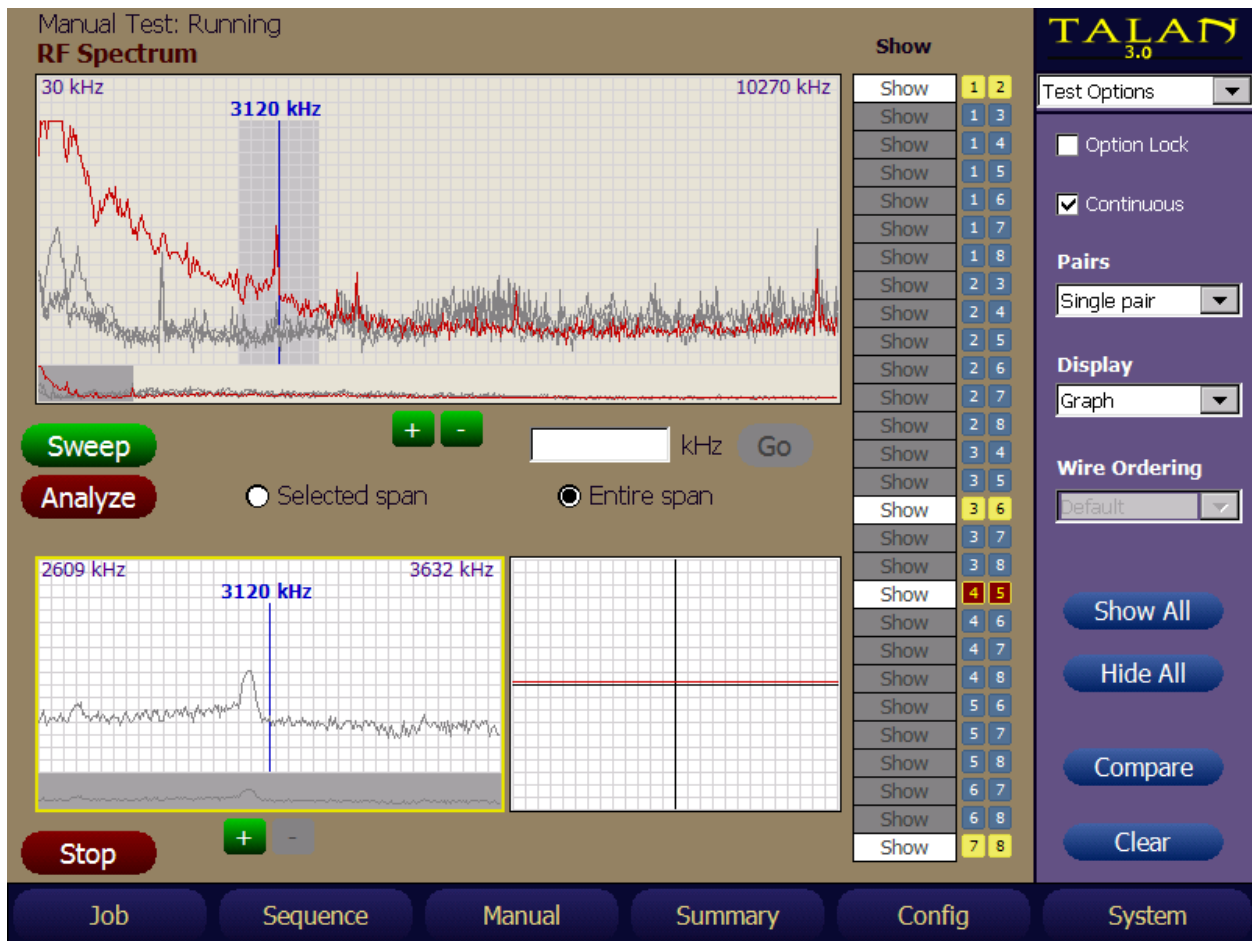 Manual Test: Running
RF Spectrum
Show
TALAN
3.0
30 kHz
10270 kHz
3120 kHz
Show 1 2
Show 1 3
Show 1 4
Show 1 5
Show 1 6
Show 1 7
Show 1 8
Show 2 3
Show 2 4
Show 2 5
Show 2 6
Show 2 7
Show 2 8
Show 3 4
Show 3 5
Show 3 6
Show 3 7
Show 3 8
Show 4 5
Show 4 6
Show 4 7
Show 4 8
Show 5 6
Show 5 7
Show 5 8
Show 6 7
Show 6 8
Show 7 8
Test Options
Option Lock
Continuous
Pairs
Single pair
Display
Graph
Wire Ordering
Default
Show All
Hide All
Compare
Clear
+ -
kHz Go
Sweep
Analyze
Selected span
Entire span
2609 kHz
3632 kHz
3120 kHz
+ -
Stop
Job
Sequence
Manual
Summary
Config
System